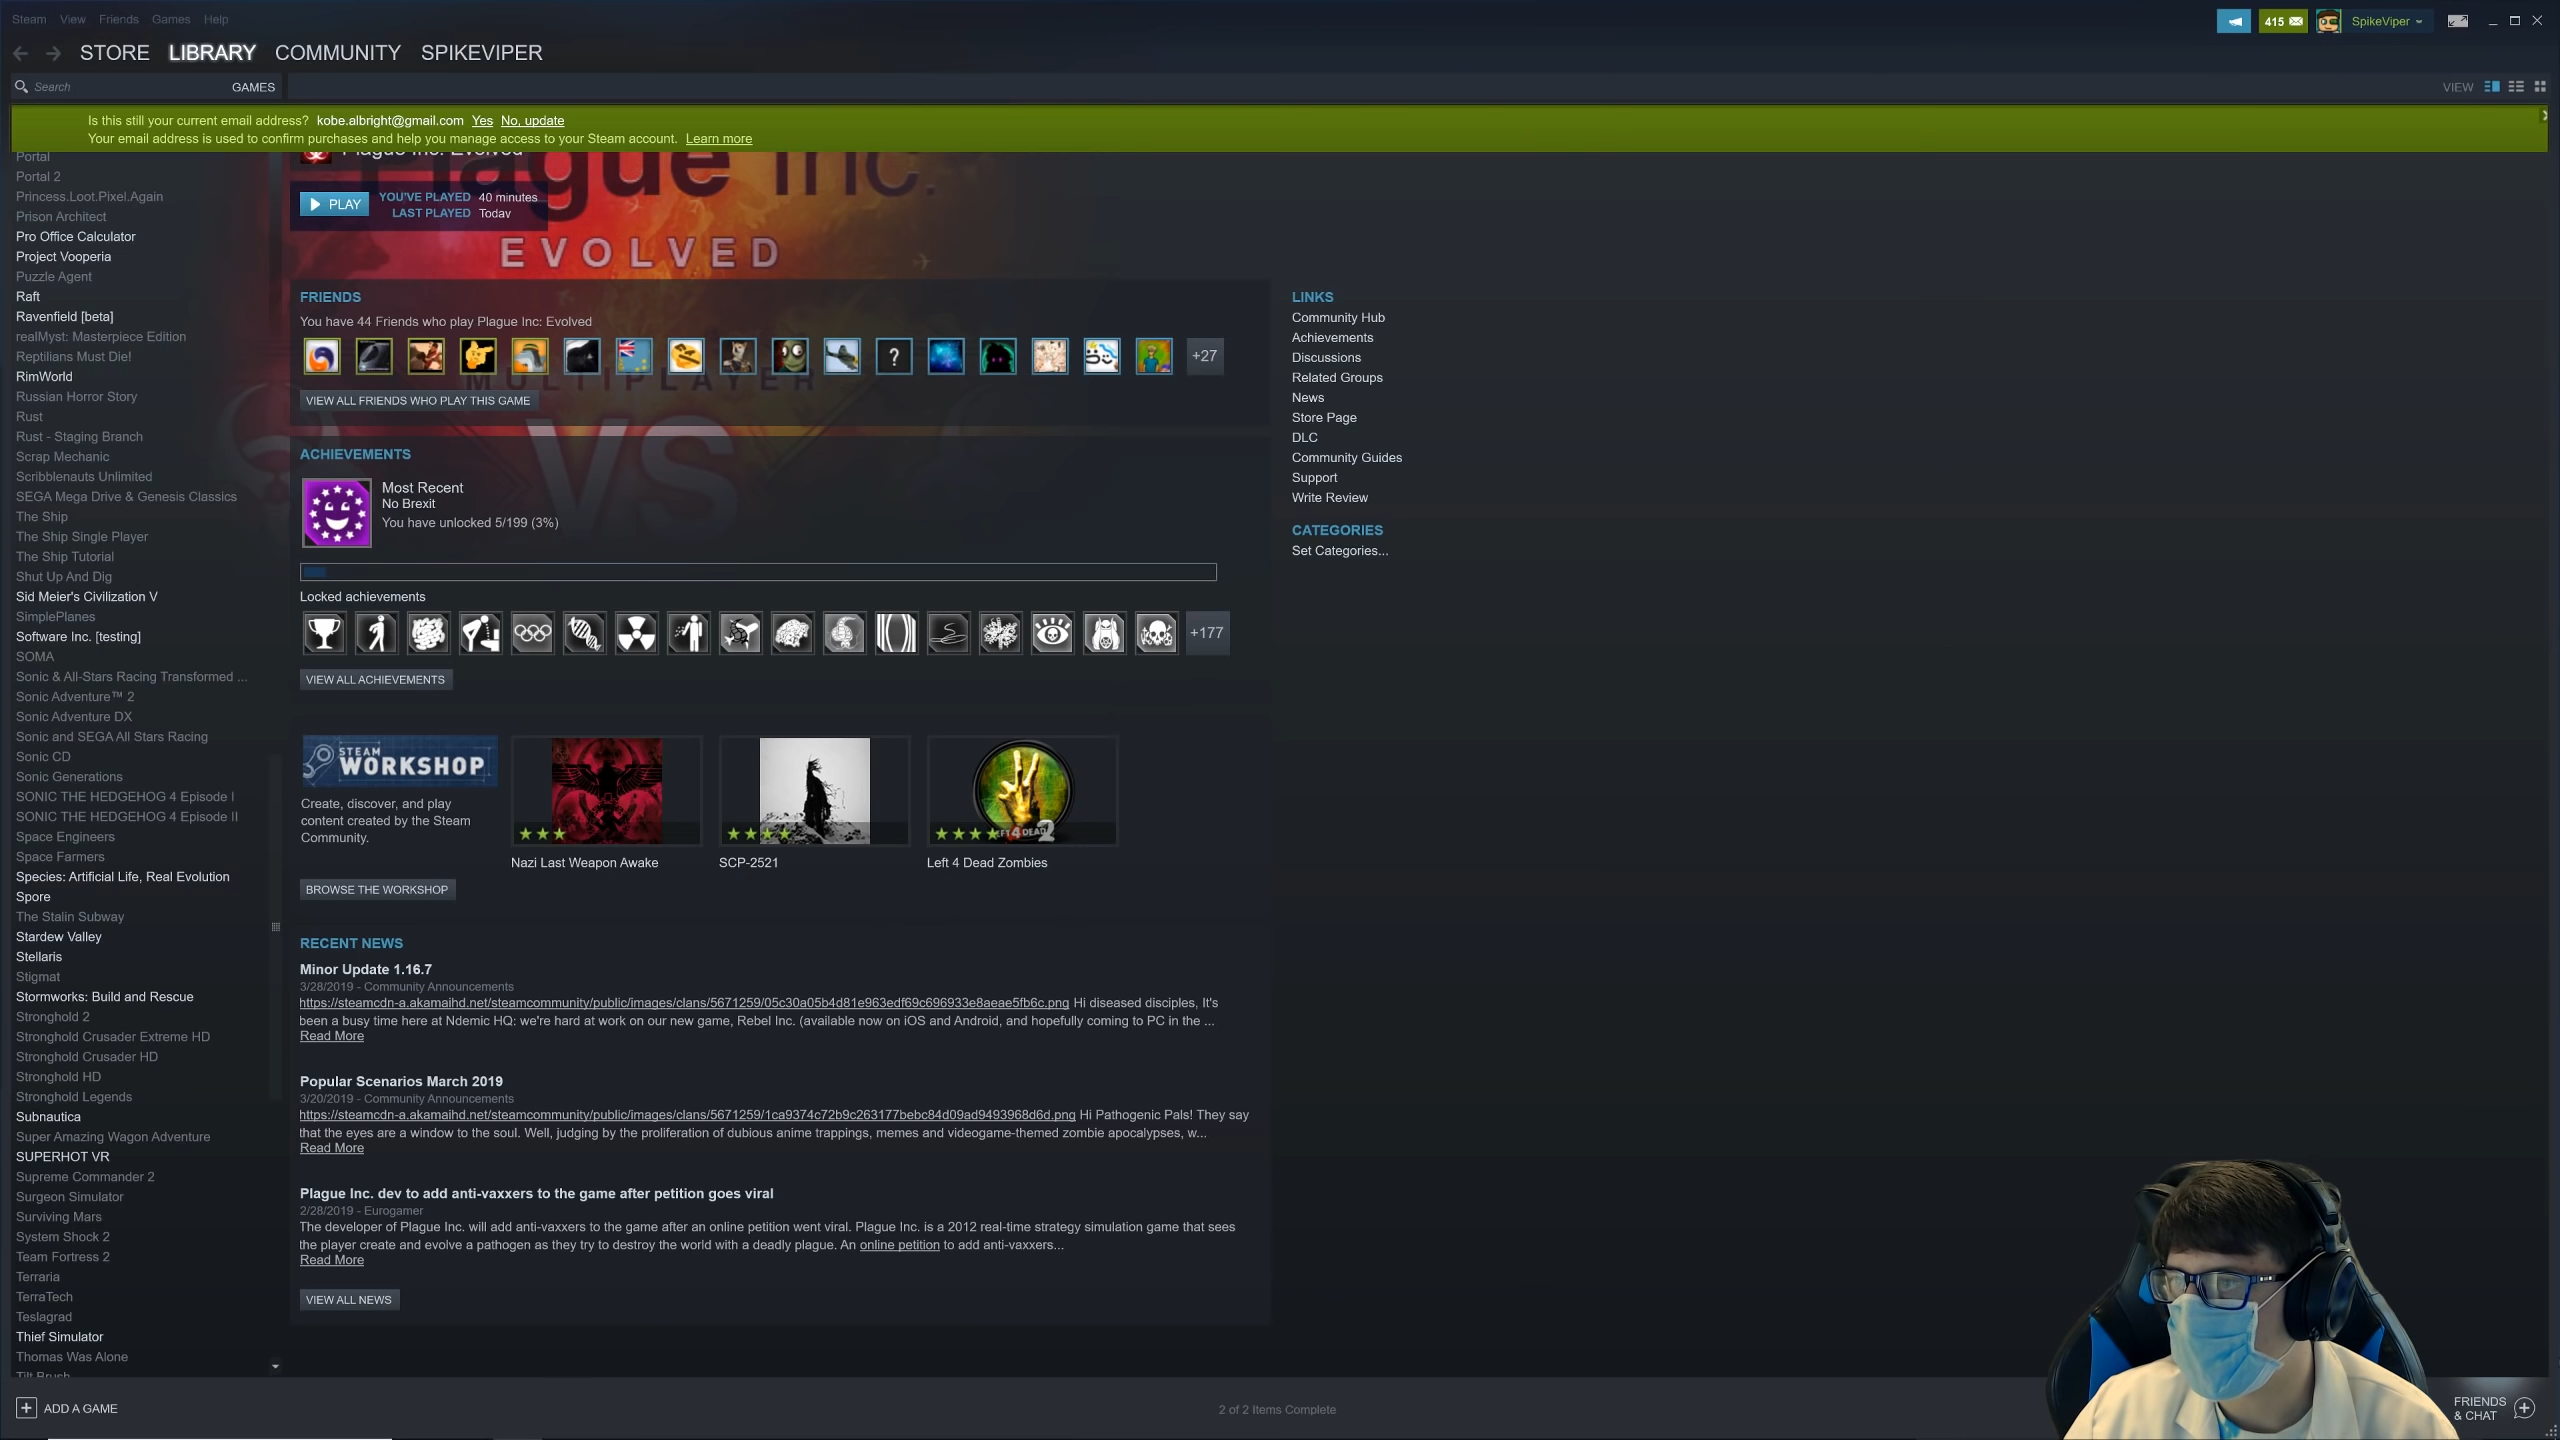 Steam View Friends Games Help
415 SpikeViper
STORE LIBRARY COMMUNITY SPIKEVIPER
Search GAMES VIEW
Is this still your current email address? kobe.albright@gmail.com Yes No, update
Your email address is used to confirm purchases and help you manage access to your Steam account. Learn more
Portal
Portal 2
Princess.Loot.Pixel.Again
Prison Architect
Pro Office Calculator
Project Vooperia
Puzzle Agent
Raft
Ravenfield [beta]
realMyst: Masterpiece Edition
Reptilians Must Die!
RimWorld
Russian Horror Story
Rust
Rust - Staging Branch
Scrap Mechanic
Scribblenauts Unlimited
SEGA Mega Drive & Genesis Classics
The Ship
The Ship Single Player
The Ship Tutorial
Shut Up And Dig
Sid Meier's Civilization V
SimplePlanes
Software Inc. [testing]
SOMA
Sonic & All-Stars Racing Transformed ...
Sonic Adventure™ 2
Sonic Adventure DX
Sonic and SEGA All Stars Racing
Sonic CD
Sonic Generations
SONIC THE HEDGEHOG 4 Episode I
SONIC THE HEDGEHOG 4 Episode II
Space Engineers
Space Farmers
Species: Artificial Life, Real Evolution
Spore
The Stalin Subway
Stardew Valley
Stellaris
Stigmat
Stormworks: Build and Rescue
Stronghold 2
Stronghold Crusader Extreme HD
Stronghold Crusader HD
Stronghold HD
Stronghold Legends
Subnautica
Super Amazing Wagon Adventure
SUPERHOT VR
Supreme Commander 2
Surgeon Simulator
Surviving Mars
System Shock 2
Team Fortress 2
Terraria
TerraTech
Teslagrad
Thief Simulator
Thomas Was Alone
Tilt Brush
Plague Inc: Evolved
Plague Inc.
EVOLVED
MULTIPLAYER
VS
PLAY
YOU'VE PLAYED 40 minutes
LAST PLAYED Today
FRIENDS
You have 44 Friends who play Plague Inc: Evolved
?
+27
VIEW ALL FRIENDS WHO PLAY THIS GAME
ACHIEVEMENTS
Most Recent
No Brexit
You have unlocked 5/199 (3%)
Locked achievements
+177
VIEW ALL ACHIEVEMENTS
STEAM
WORKSHOP
Create, discover, and play
content created by the Steam
Community.
BROWSE THE WORKSHOP
Nazi Last Weapon Awake
SCP-2521
LEFT 4 DEAD 2
Left 4 Dead Zombies
RECENT NEWS
Minor Update 1.16.7
3/28/2019 - Community Announcements
https://steamcdn-a.akamaihd.net/steamcommunity/public/images/clans/5671259/05c30a05b4d81e963edf69c696933e8aeae5fb6c.png Hi diseased disciples, It's
been a busy time here at Ndemic HQ: we're hard at work on our new game, Rebel Inc. (available now on iOS and Android, and hopefully coming to PC in the ...
Read More
Popular Scenarios March 2019
3/20/2019 - Community Announcements
https://steamcdn-a.akamaihd.net/steamcommunity/public/images/clans/5671259/1ca9374c72b9c263177bebc84d09ad9493968d6d.png Hi Pathogenic Pals! They say
that the eyes are a window to the soul. Well, judging by the proliferation of dubious anime trappings, memes and videogame-themed zombie apocalypses, w...
Read More
Plague Inc. dev to add anti-vaxxers to the game after petition goes viral
2/28/2019 - Eurogamer
The developer of Plague Inc. will add anti-vaxxers to the game after an online petition went viral. Plague Inc. is a 2012 real-time strategy simulation game that sees
the player create and evolve a pathogen as they try to destroy the world with a deadly plague. An online petition to add anti-vaxxers...
Read More
VIEW ALL NEWS
LINKS
Community Hub
Achievements
Discussions
Related Groups
News
Store Page
DLC
Community Guides
Support
Write Review
CATEGORIES
Set Categories...
ADD A GAME
2 of 2 Items Complete
FRIENDS
& CHAT